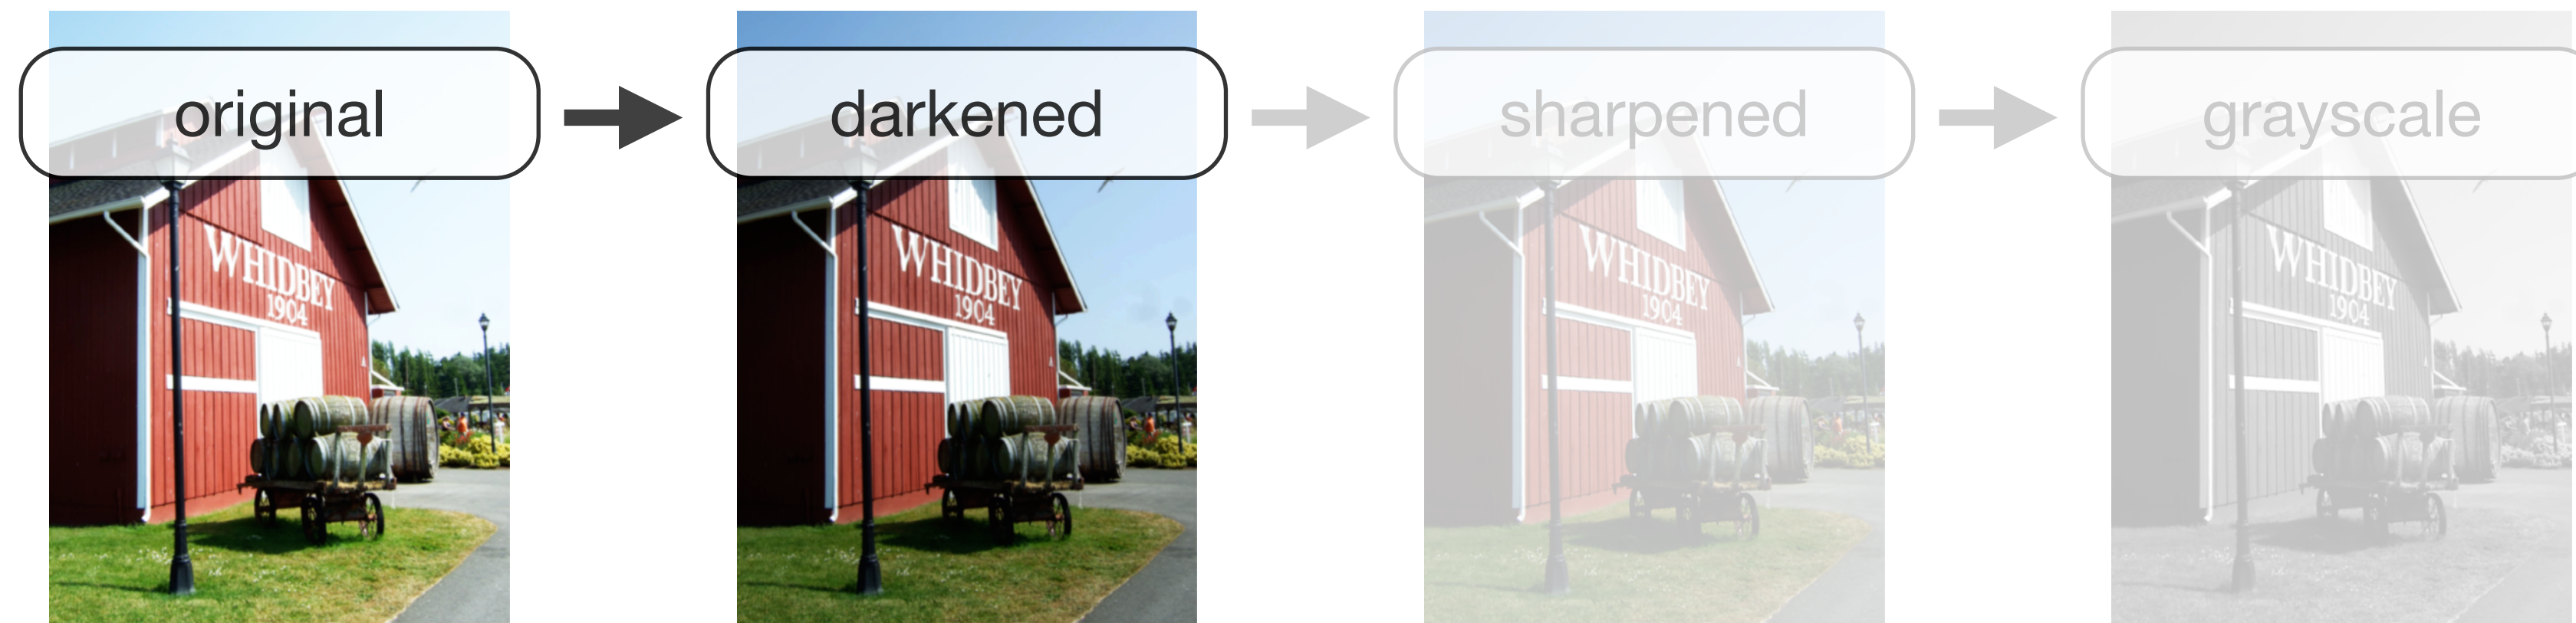 original
darkened
sharpened
grayscale
WHIDBEY
1904
WHIDBEY
1904
WHIDBEY
1904
WHIDBEY
1904